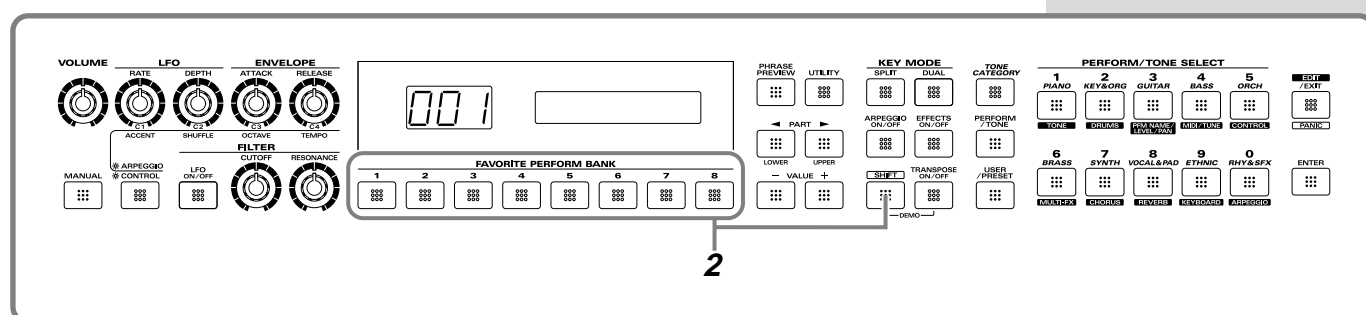 VOLUME
LFO
RATE DEPTH
ENVELOPE
ATTACK RELEASE
C1 C2 C3 C4
ACCENT SHUFFLE OCTAVE TEMPO
FILTER
CUTOFF RESONANCE
MANUAL
ARPEGGIO
CONTROL
LFO
ON/OFF
001
FAVORITE PERFORM BANK
1 2 3 4 5 6 7 8
PHRASE
PREVIEW
UTILITY
◄ PART ►
LOWER UPPER
− VALUE +
KEY MODE
SPLIT DUAL
ARPEGGIO
ON/OFF
EFFECTS
ON/OFF
SHIFT
TRANSPOSE
ON/OFF
DEMO
TONE
CATEGORY
PERFORM
/TONE
USER
/PRESET
PERFORM/TONE SELECT
1 2 3 4 5
PIANO KEY&ORG GUITAR BASS ORCH
TONE
DRUMS
PFM NAME/
LEVEL/PAN
MIDI/TUNE
CONTROL
6 7 8 9 0
BRASS SYNTH VOCAL&PAD ETHNIC RHY&SFX
MULTI-FX CHORUS REVERB KEYBOARD ARPEGGIO
EDIT
/EXIT
PANIC
ENTER
2